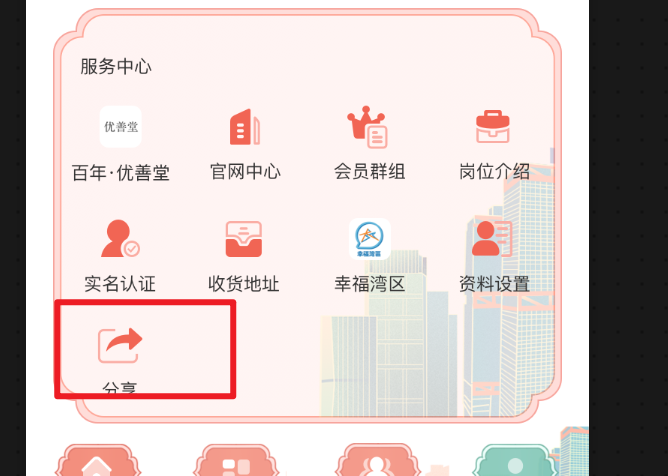 服务中心
优善堂
百年·优善堂
官网中心
会员群组
岗位介绍
幸福湾区
实名认证
收货地址
幸福湾区
资料设置
分享